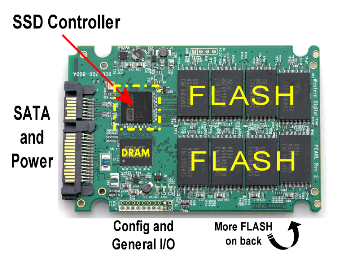 SSD Controller
FLASH
SATA
and
Power
DRAM
FLASH
Config and
General I/O
More FLASH
on back